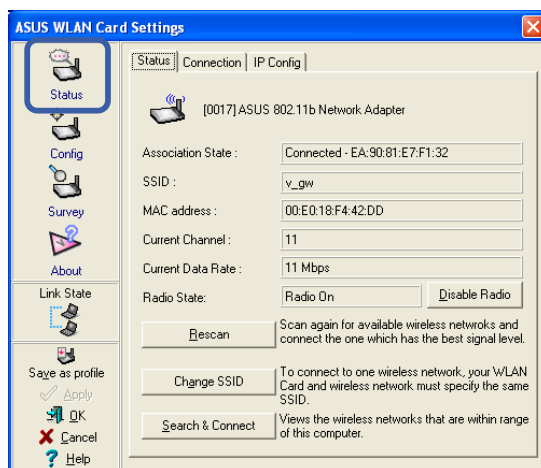 ASUS WLAN Card Settings
Status
Config
Survey
About
Link State
Save as profile
Apply
OK
Cancel
Help
Status Connection IP Config
[0017] ASUS 802.11b Network Adapter
Association State : Connected - EA:90:81:E7:F1:32
SSID : v_gw
MAC address : 00:E0:18:F4:42:DD
Current Channel : 11
Current Data Rate : 11 Mbps
Radio State: Radio On Disable Radio
Rescan
Scan again for available wireless netwroks and
connect the one which has the best signal level.
Change SSID
To connect to one wireless network, your WLAN
Card and wireless network must specify the same
SSID.
Search & Connect
Views the wireless networks that are within range
of this computer.